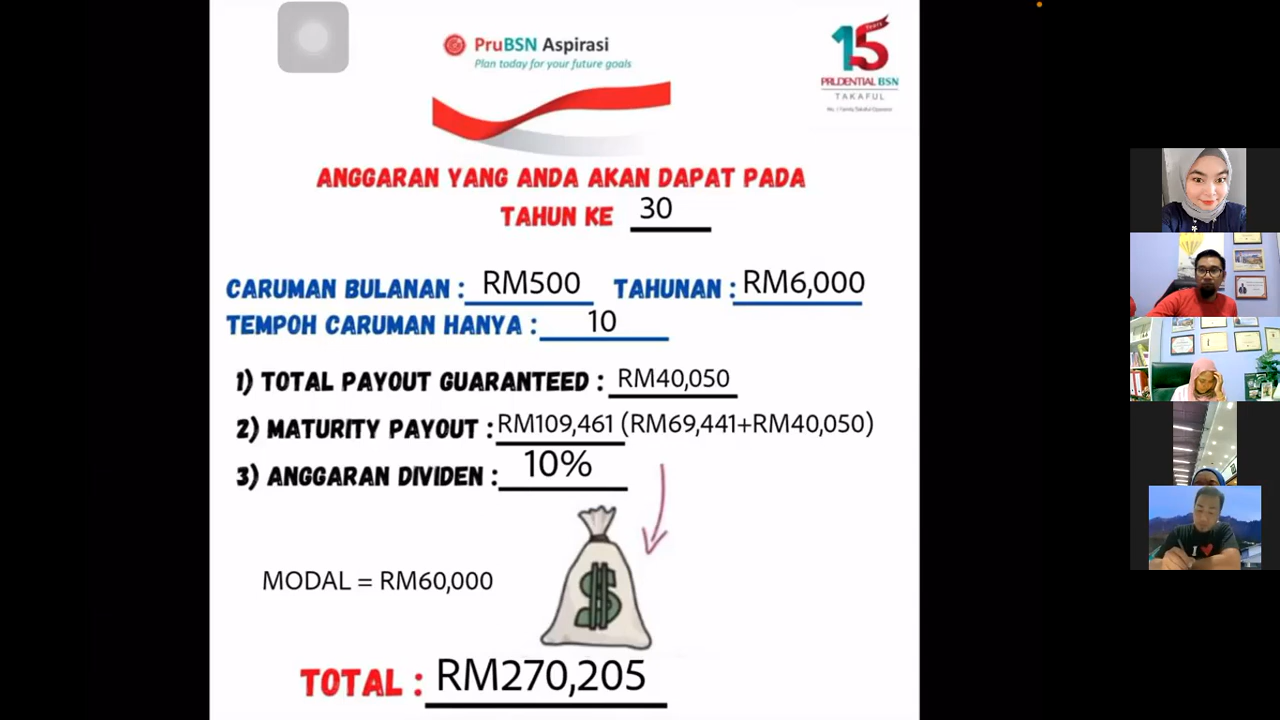 PruBSN Aspirasi
Plan today for your future goals
15 Years
PRUDENTIAL BSN
TAKAFUL
ANGGARAN YANG ANDA AKAN DAPAT PADA
TAHUN KE 30
CARUMAN BULANAN : RM500 TAHUNAN : RM6,000
TEMPOH CARUMAN HANYA : 10
1) TOTAL PAYOUT GUARANTEED : RM40,050
2) MATURITY PAYOUT : RM109,461 (RM69,441+RM40,050)
3) ANGGARAN DIVIDEN : 10%
MODAL = RM60,000
$
TOTAL : RM270,205
I